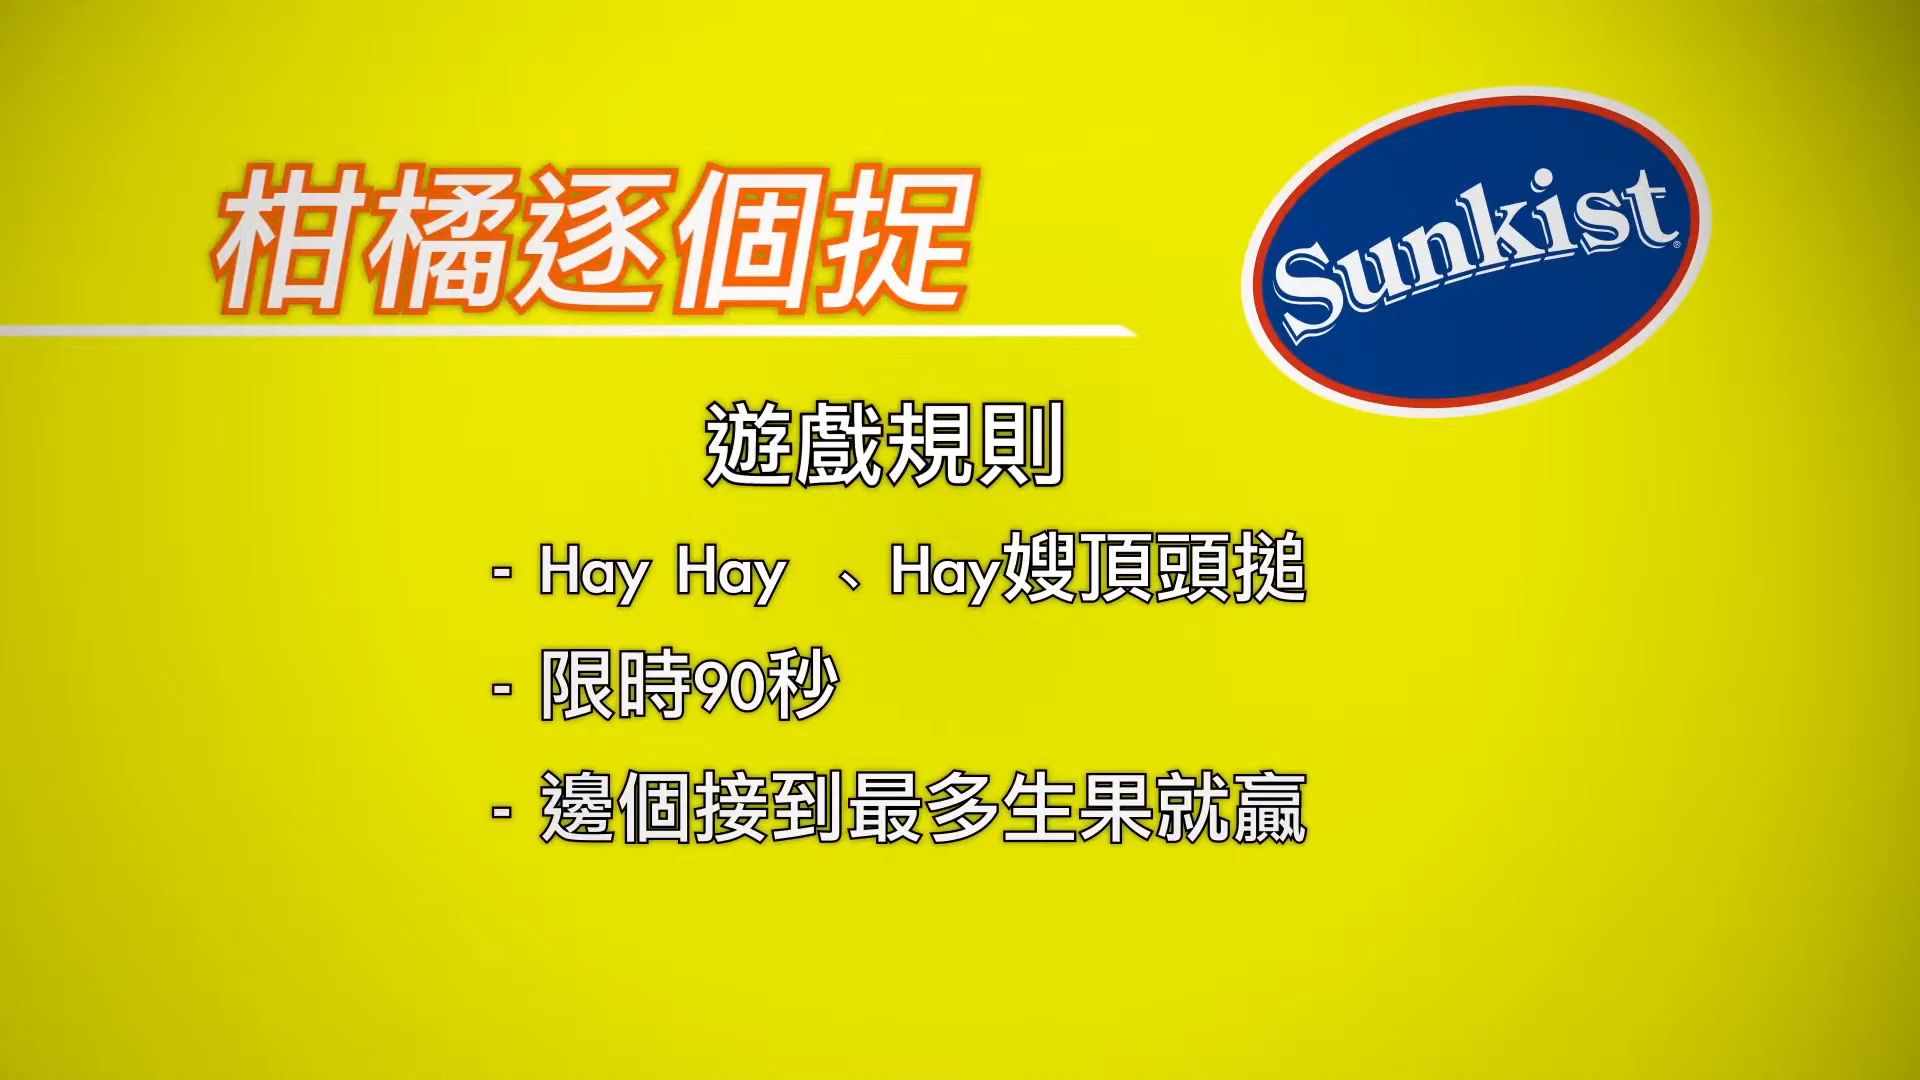 柑橘逐個捉
Sunkist®
遊戲規則
- Hay Hay 、Hay嫂頂頭搥
- 限時90秒
- 邊個接到最多生果就贏